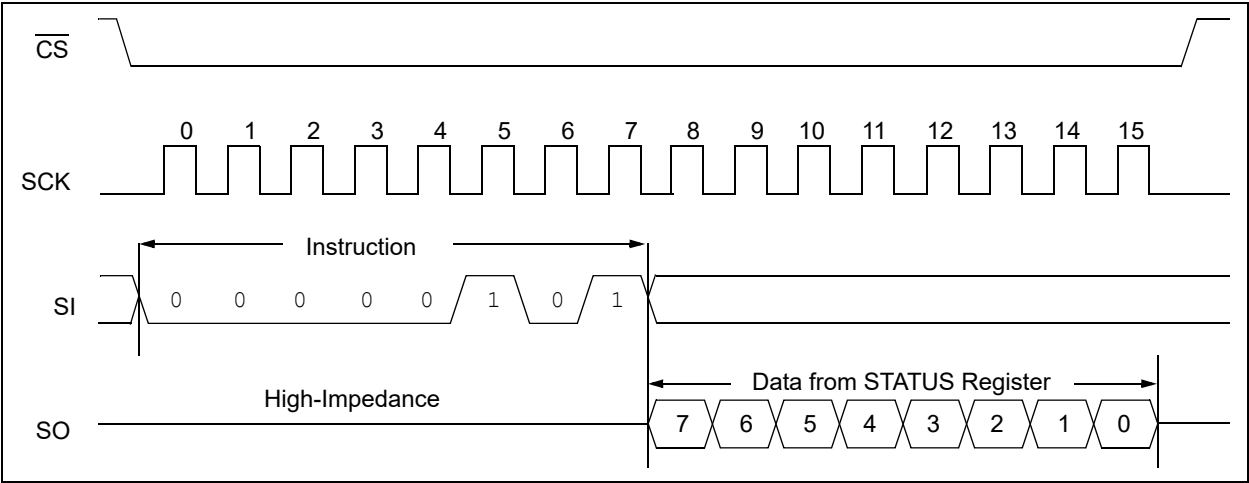 CS
0 1 2 3 4 5 6 7 8 9 10 11 12 13 14 15
SCK
Instruction
SI 0 0 0 0 0 1 0 1
Data from STATUS Register
High-Impedance
SO 7 6 5 4 3 2 1 0